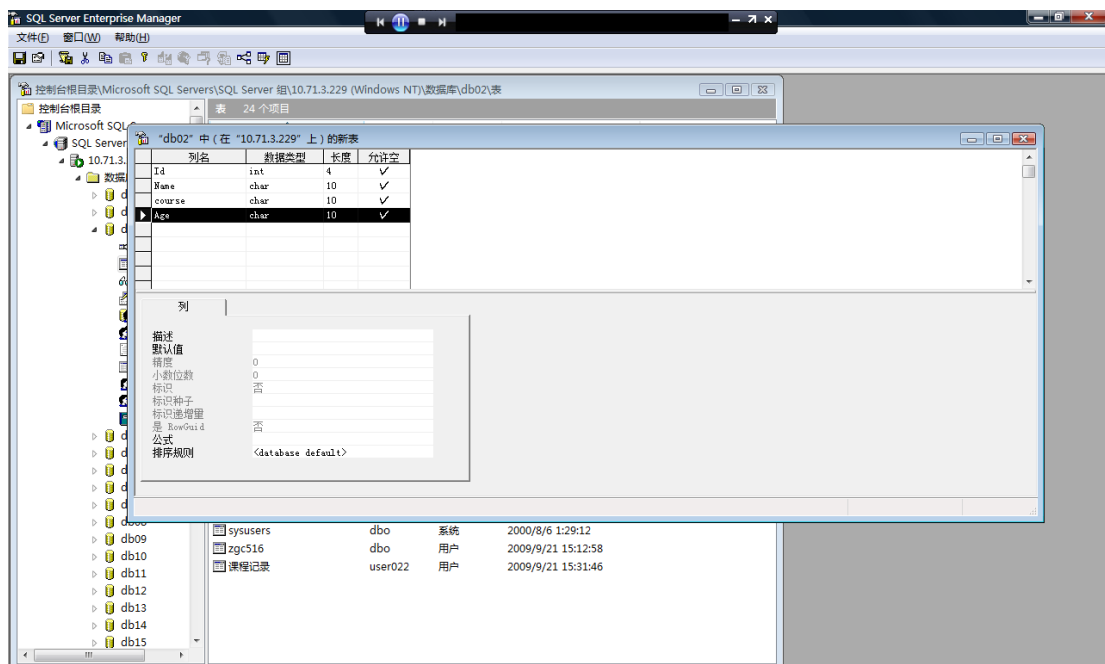 SQL Server Enterprise Manager
文件(F) 窗口(W) 帮助(H)
控制台根目录\Microsoft SQL Servers\SQL Server 组\10.71.3.229 (Windows NT)\数据库\db02\表
控制台根目录
表 24 个项目
Microsoft SQL
SQL Server
10.71.3.
"db02" 中 ( 在 "10.71.3.229" 上 ) 的新表
列名 数据类型 长度 允许空
Id int 4
Name char 10
course char 10
Age char 10
列
描述
默认值
精度 0
小数位数 0
标识 否
标识种子
标识递增量
是 RowGuid 否
公式
排序规则 <database default>
sysusers dbo 系统 2000/8/6 1:29:12
zgc516 dbo 用户 2009/9/21 15:12:58
课程记录 user022 用户 2009/9/21 15:31:46
db09
db10
db11
db12
db13
db14
db15